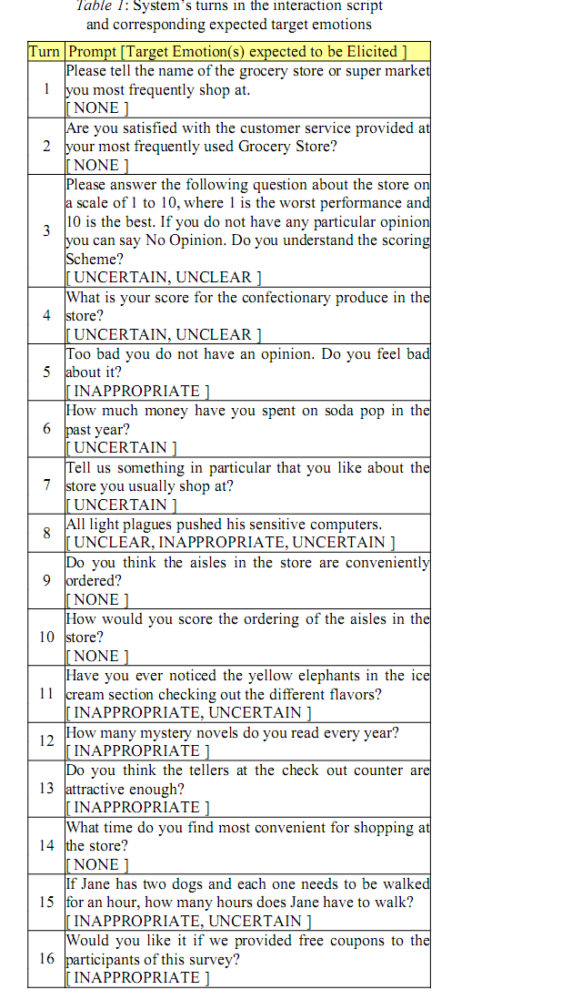 Table 1: System's turns in the interaction script
and corresponding expected target emotions
Turn Prompt [Target Emotion(s) expected to be Elicited ]
1 Please tell the name of the grocery store or super market
you most frequently shop at.
[ NONE ]
2 Are you satisfied with the customer service provided at
your most frequently used Grocery Store?
[ NONE ]
3 Please answer the following question about the store on
a scale of 1 to 10, where 1 is the worst performance and
10 is the best. If you do not have any particular opinion
you can say No Opinion. Do you understand the scoring
Scheme?
[ UNCERTAIN, UNCLEAR ]
4 What is your score for the confectionary produce in the
store?
[ UNCERTAIN, UNCLEAR ]
5 Too bad you do not have an opinion. Do you feel bad
about it?
[ INAPPROPRIATE ]
6 How much money have you spent on soda pop in the
past year?
[ UNCERTAIN ]
7 Tell us something in particular that you like about the
store you usually shop at?
[ UNCERTAIN ]
8 All light plagues pushed his sensitive computers.
[ UNCLEAR, INAPPROPRIATE, UNCERTAIN ]
9 Do you think the aisles in the store are conveniently
ordered?
[ NONE ]
10 How would you score the ordering of the aisles in the
store?
[ NONE ]
11 Have you ever noticed the yellow elephants in the ice
cream section checking out the different flavors?
[ INAPPROPRIATE, UNCERTAIN ]
12 How many mystery novels do you read every year?
[ INAPPROPRIATE ]
13 Do you think the tellers at the check out counter are
attractive enough?
[ INAPPROPRIATE ]
14 What time do you find most convenient for shopping at
the store?
[ NONE ]
15 If Jane has two dogs and each one needs to be walked
for an hour, how many hours does Jane have to walk?
[ INAPPROPRIATE, UNCERTAIN ]
16 Would you like it if we provided free coupons to the
participants of this survey?
[ INAPPROPRIATE ]